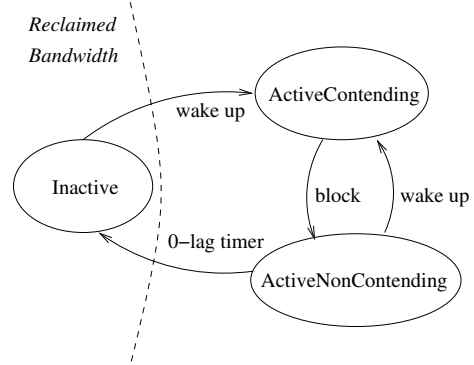 Reclaimed
Bandwidth
ActiveContending
wake up
Inactive
block
wake up
0-lag timer
ActiveNonContending